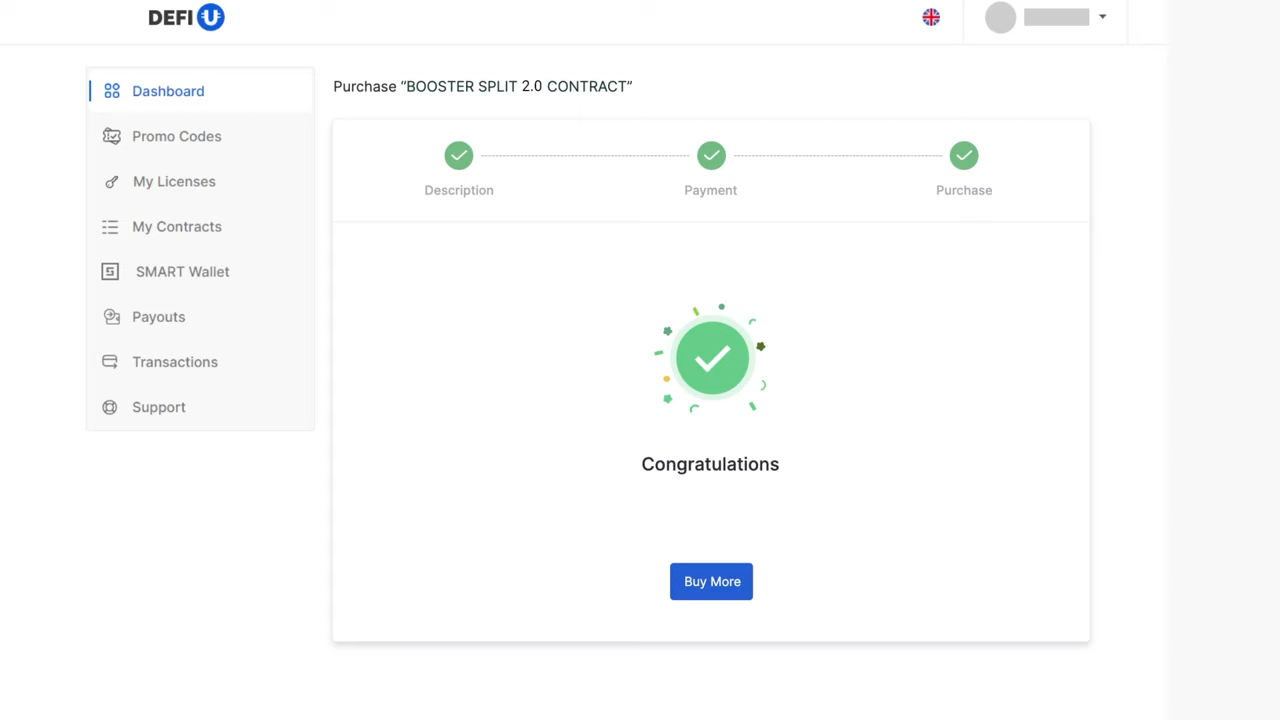 DEFI U
Dashboard
Promo Codes
My Licenses
My Contracts
SMART Wallet
Payouts
Transactions
Support
Purchase “BOOSTER SPLIT 2.0 CONTRACT”
Description
Payment
Purchase
Congratulations
Buy More